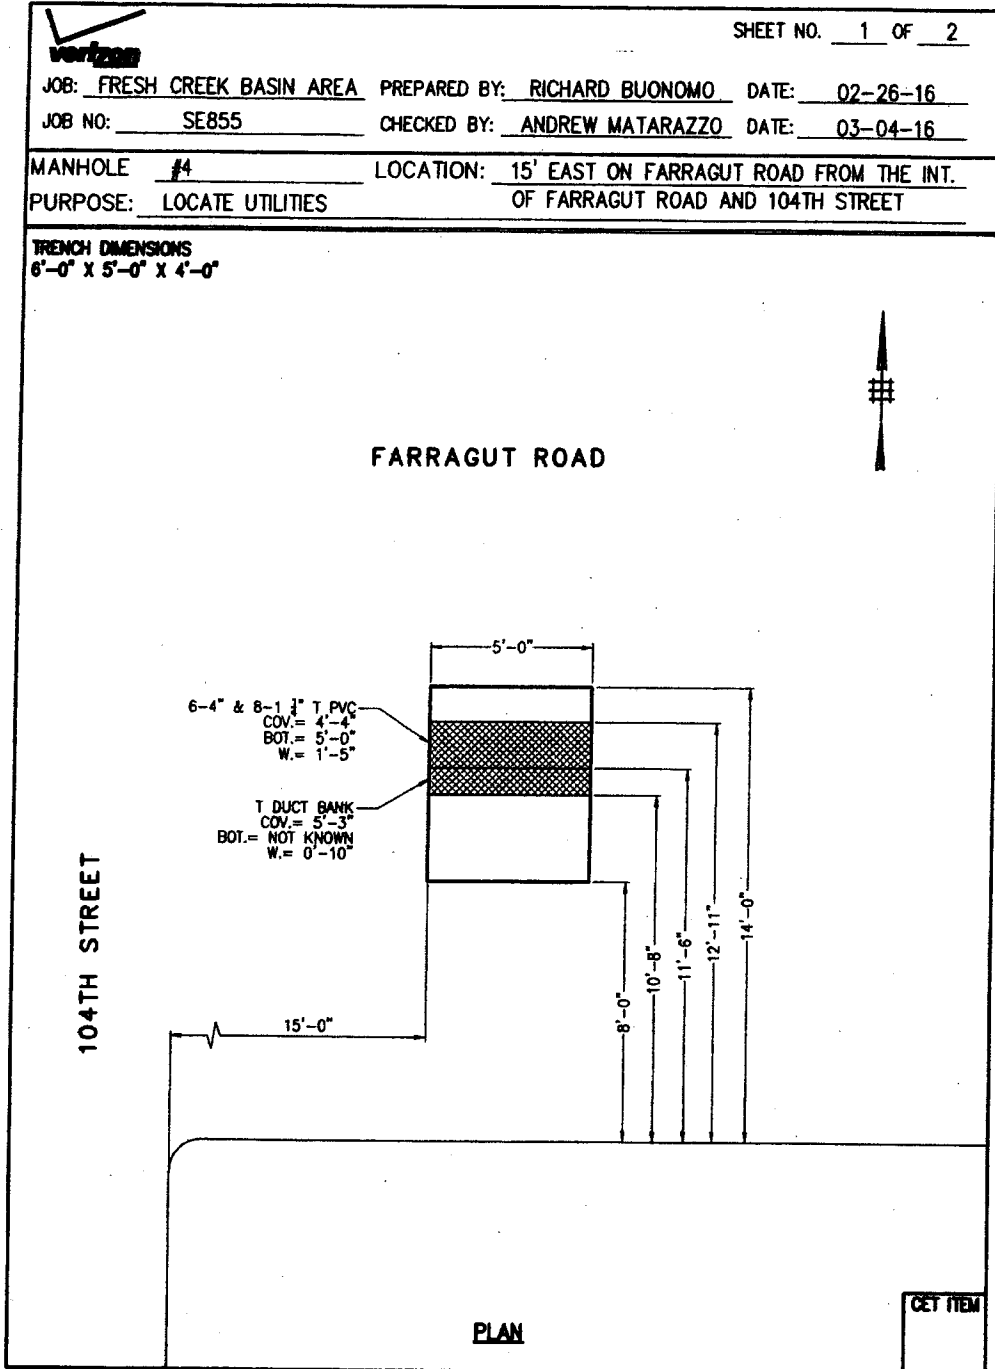 SHEET NO. 1 OF 2
verizon
JOB: FRESH CREEK BASIN AREA PREPARED BY: RICHARD BUONOMO DATE: 02-26-16
JOB NO: SE855 CHECKED BY: ANDREW MATARAZZO DATE: 03-04-16
MANHOLE #4 LOCATION: 15' EAST ON FARRAGUT ROAD FROM THE INT.
PURPOSE: LOCATE UTILITIES OF FARRAGUT ROAD AND 104TH STREET
TRENCH DIMENSIONS
6'-0" X 5'-0" X 4'-0"
FARRAGUT ROAD
5'-0"
6-4" & 8-1 ¼" T PVC
COV.= 4'-4"
BOT.= 5'-0"
W.= 1'-5"
T DUCT BANK
COV.= 5'-3"
BOT.= NOT KNOWN
W.= 0'-10"
104TH STREET
15'-0"
8'-0"
10'-8"
11'-6"
12'-11"
14'-0"
PLAN
CET ITEM